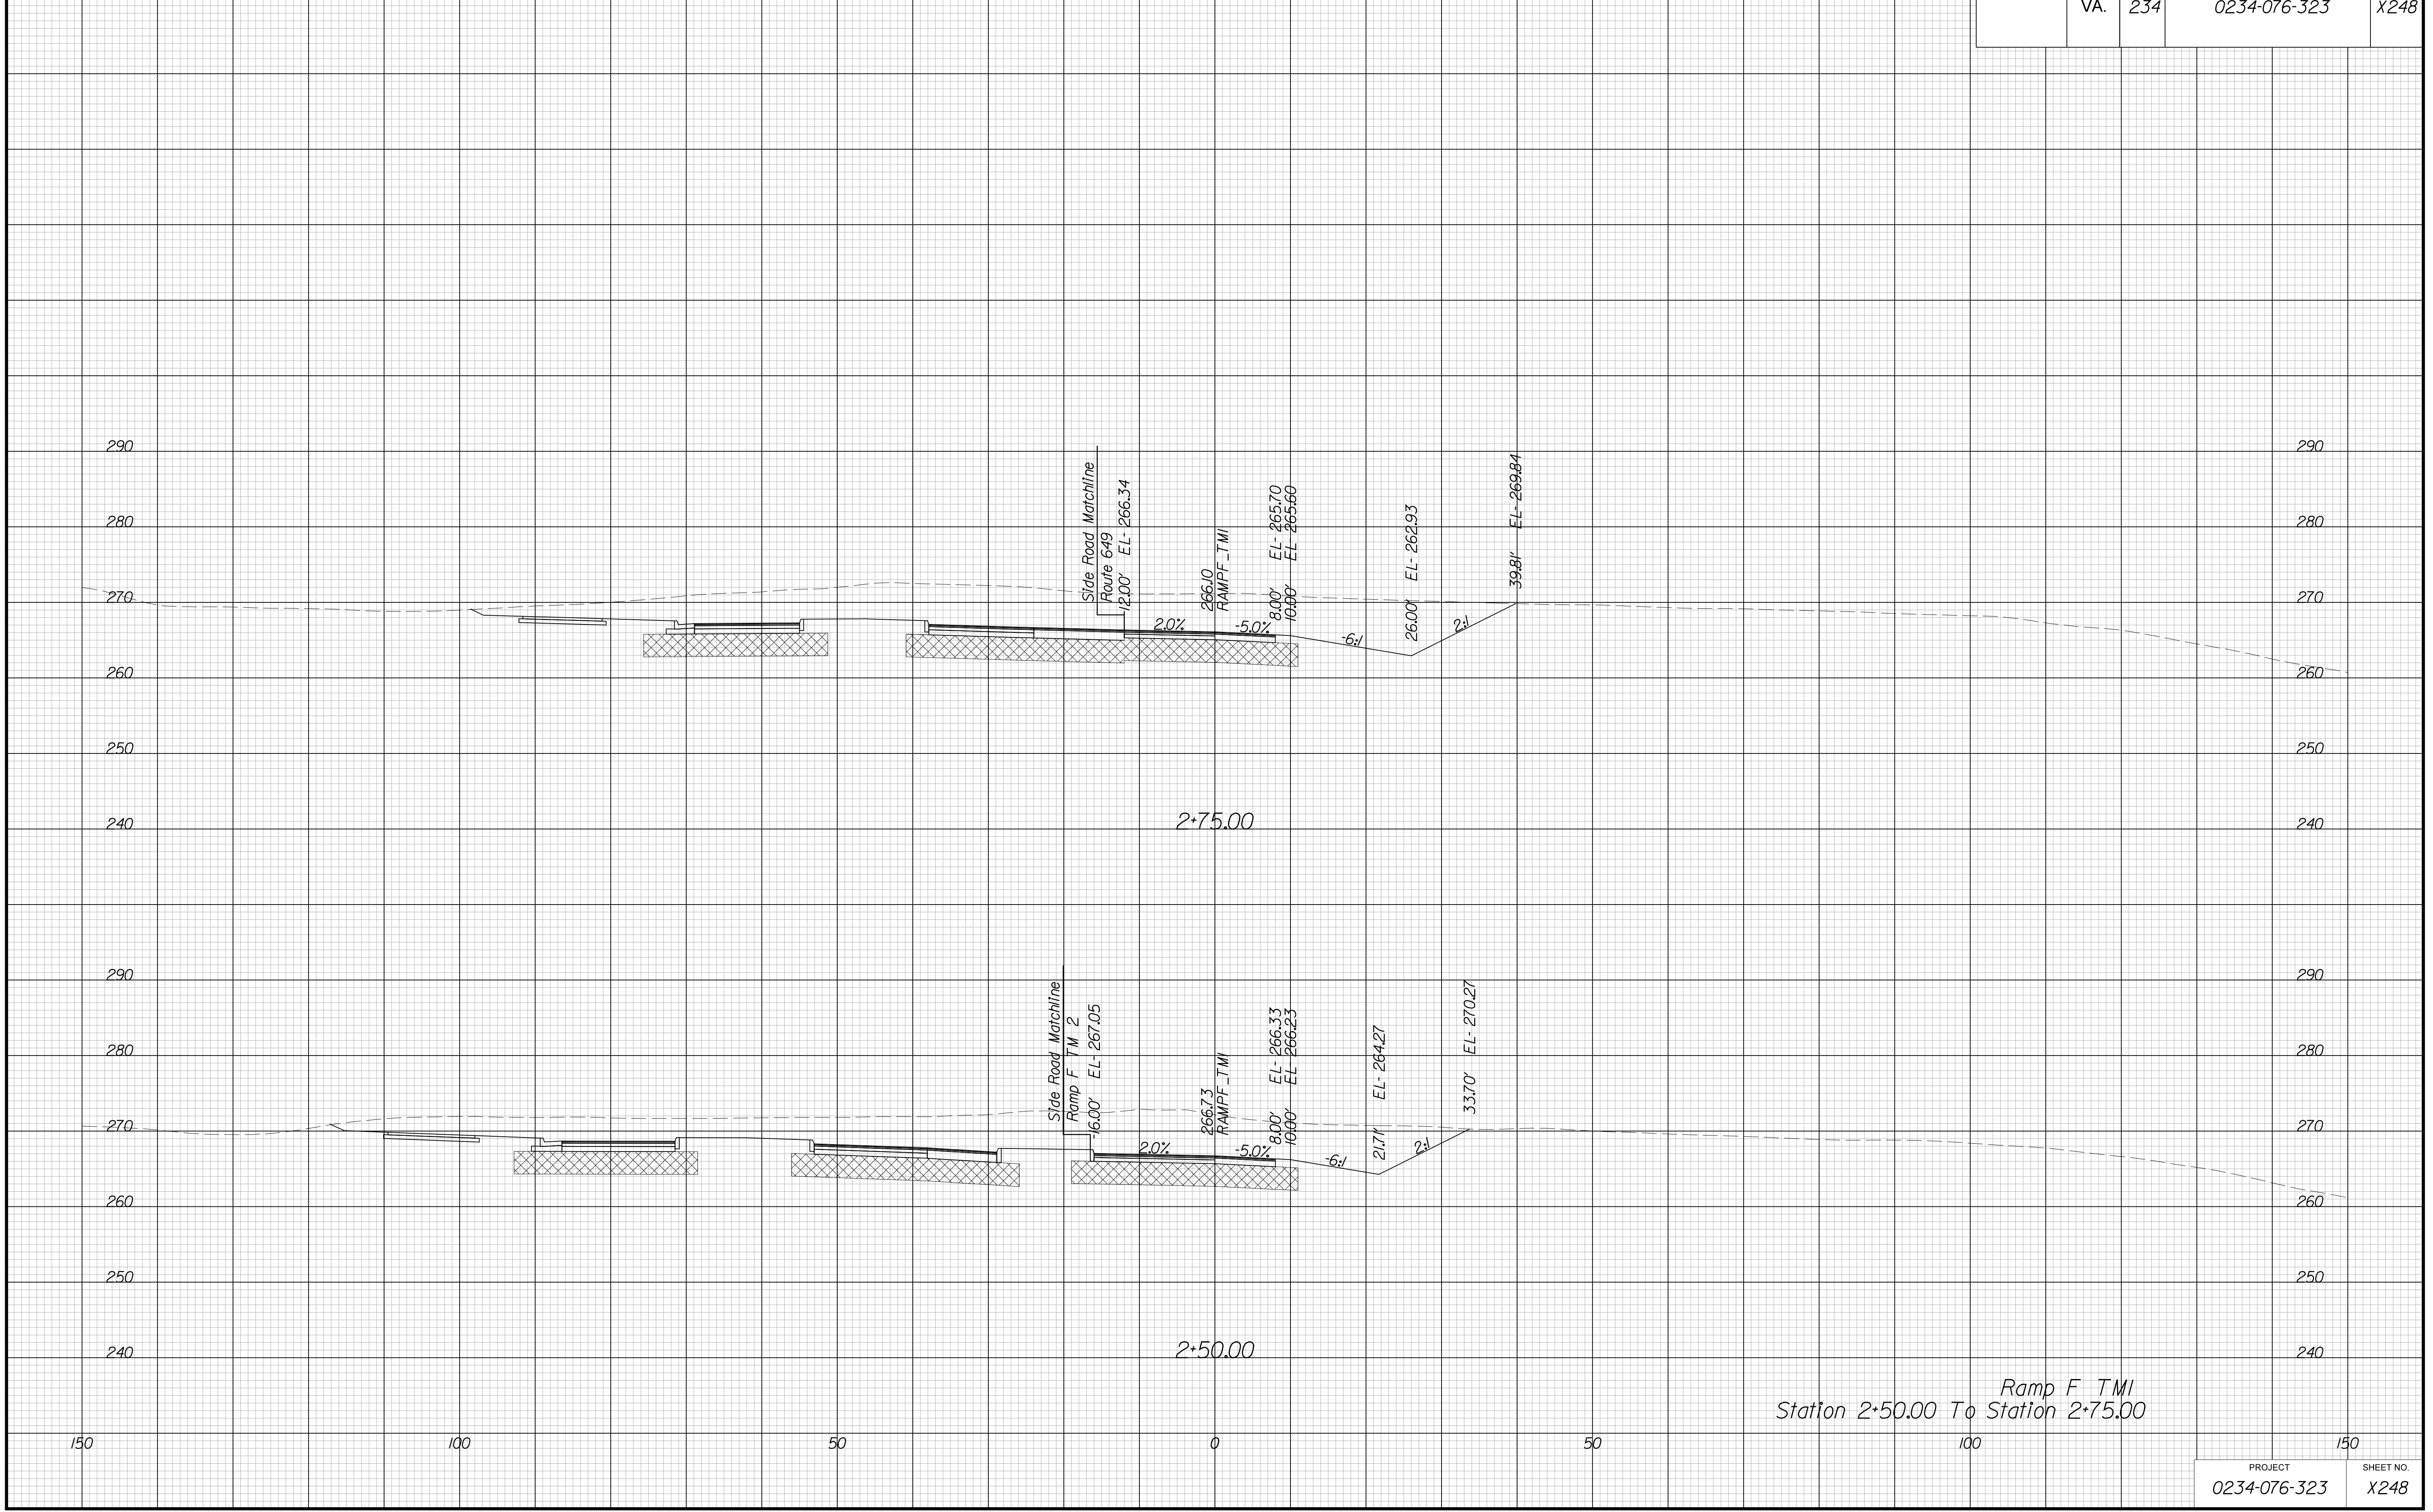 VA. 234 0234-076-323 X248
290 290
280 280
270 270
260 260
250 250
240 240
Side Road Matchline
Route 649
12.00' EL- 266.34
266.10
RAMPF_TM1
8.00' EL- 265.70
10.00' EL- 265.60
26.00' EL- 262.93
39.81' EL- 269.84
2.0% -5.0% -6:1 2:1
2+75.00
290 290
280 280
270 270
260 260
250 250
240 240
Side Road Matchline
Ramp F TM 2
-16.00' EL- 267.05
266.73
RAMPF_TM1
8.00' EL- 266.33
10.00' EL- 266.23
21.71' EL- 264.27
33.70' EL- 270.27
2.0% -5.0% -6:1 2:1
2+50.00
Ramp F TM1
Station 2+50.00 To Station 2+75.00
150 100 50 0 50 100 150
PROJECT SHEET NO.
0234-076-323 X248